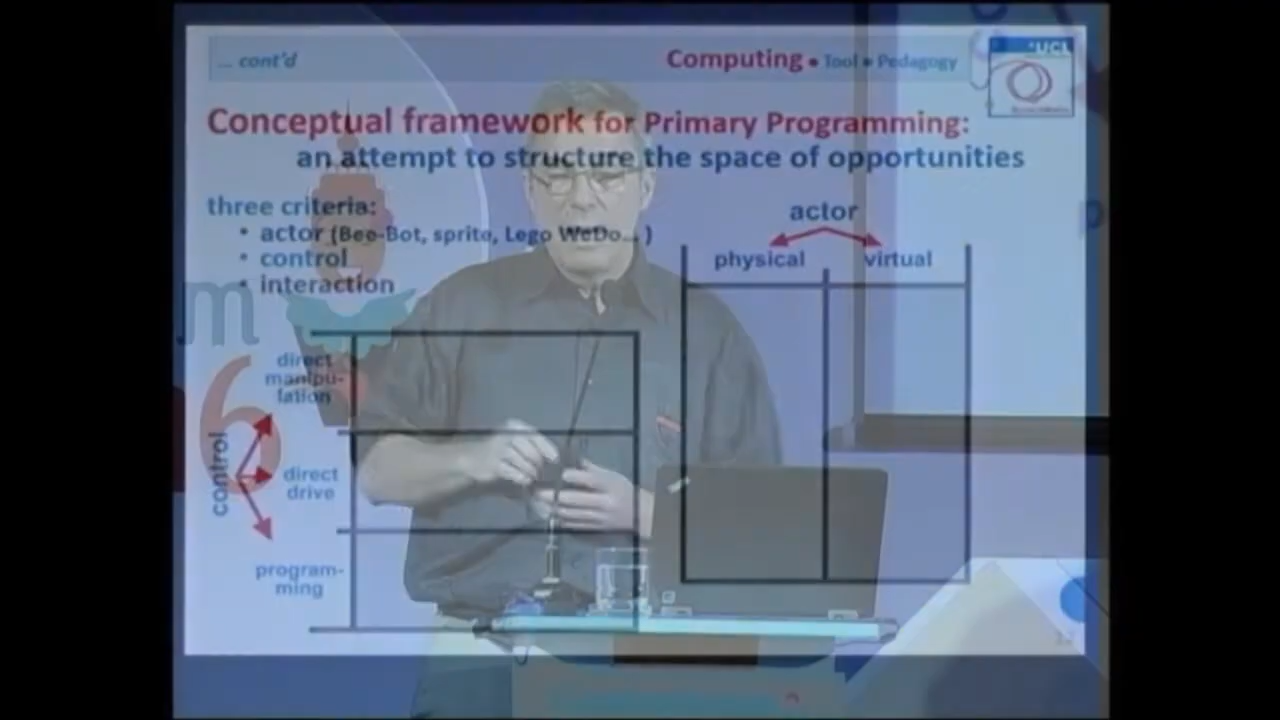 ... cont'd
Computing • Tool • Pedagogy
UCL
Conceptual framework for Primary Programming:
an attempt to structure the space of opportunities
three criteria:
• actor (Bee-Bot, sprite, Lego WeDo... )
• control
• interaction
actor
physical
virtual
control
direct
manipu-
lation
direct
drive
program-
ming
m
6
p